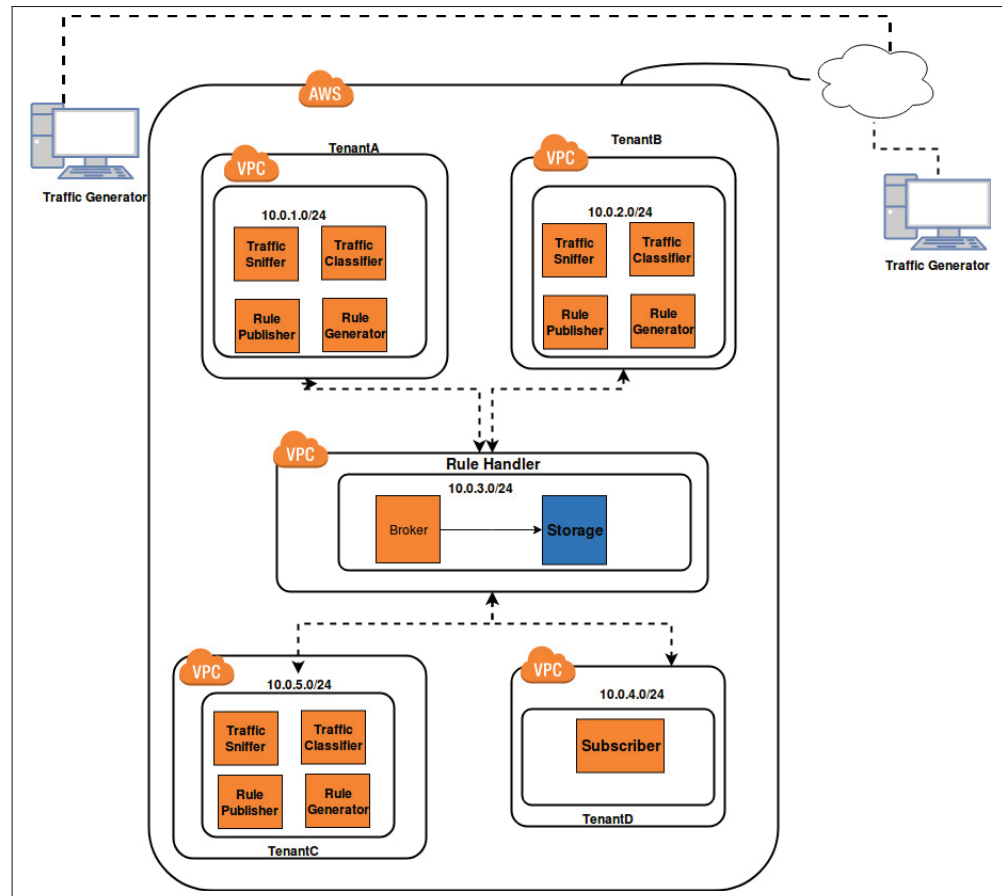 AWS
TenantA
TenantB
VPC
VPC
Traffic Generator
Traffic Generator
10.0.1.0/24
Traffic
Sniffer
Traffic
Classifier
Rule
Publisher
Rule
Generator
10.0.2.0/24
Traffic
Sniffer
Traffic
Classifier
Rule
Publisher
Rule
Generator
VPC
Rule Handler
10.0.3.0/24
Broker
Storage
VPC
10.0.5.0/24
Traffic
Sniffer
Traffic
Classifier
Rule
Publisher
Rule
Generator
TenantC
VPC
10.0.4.0/24
Subscriber
TenantD